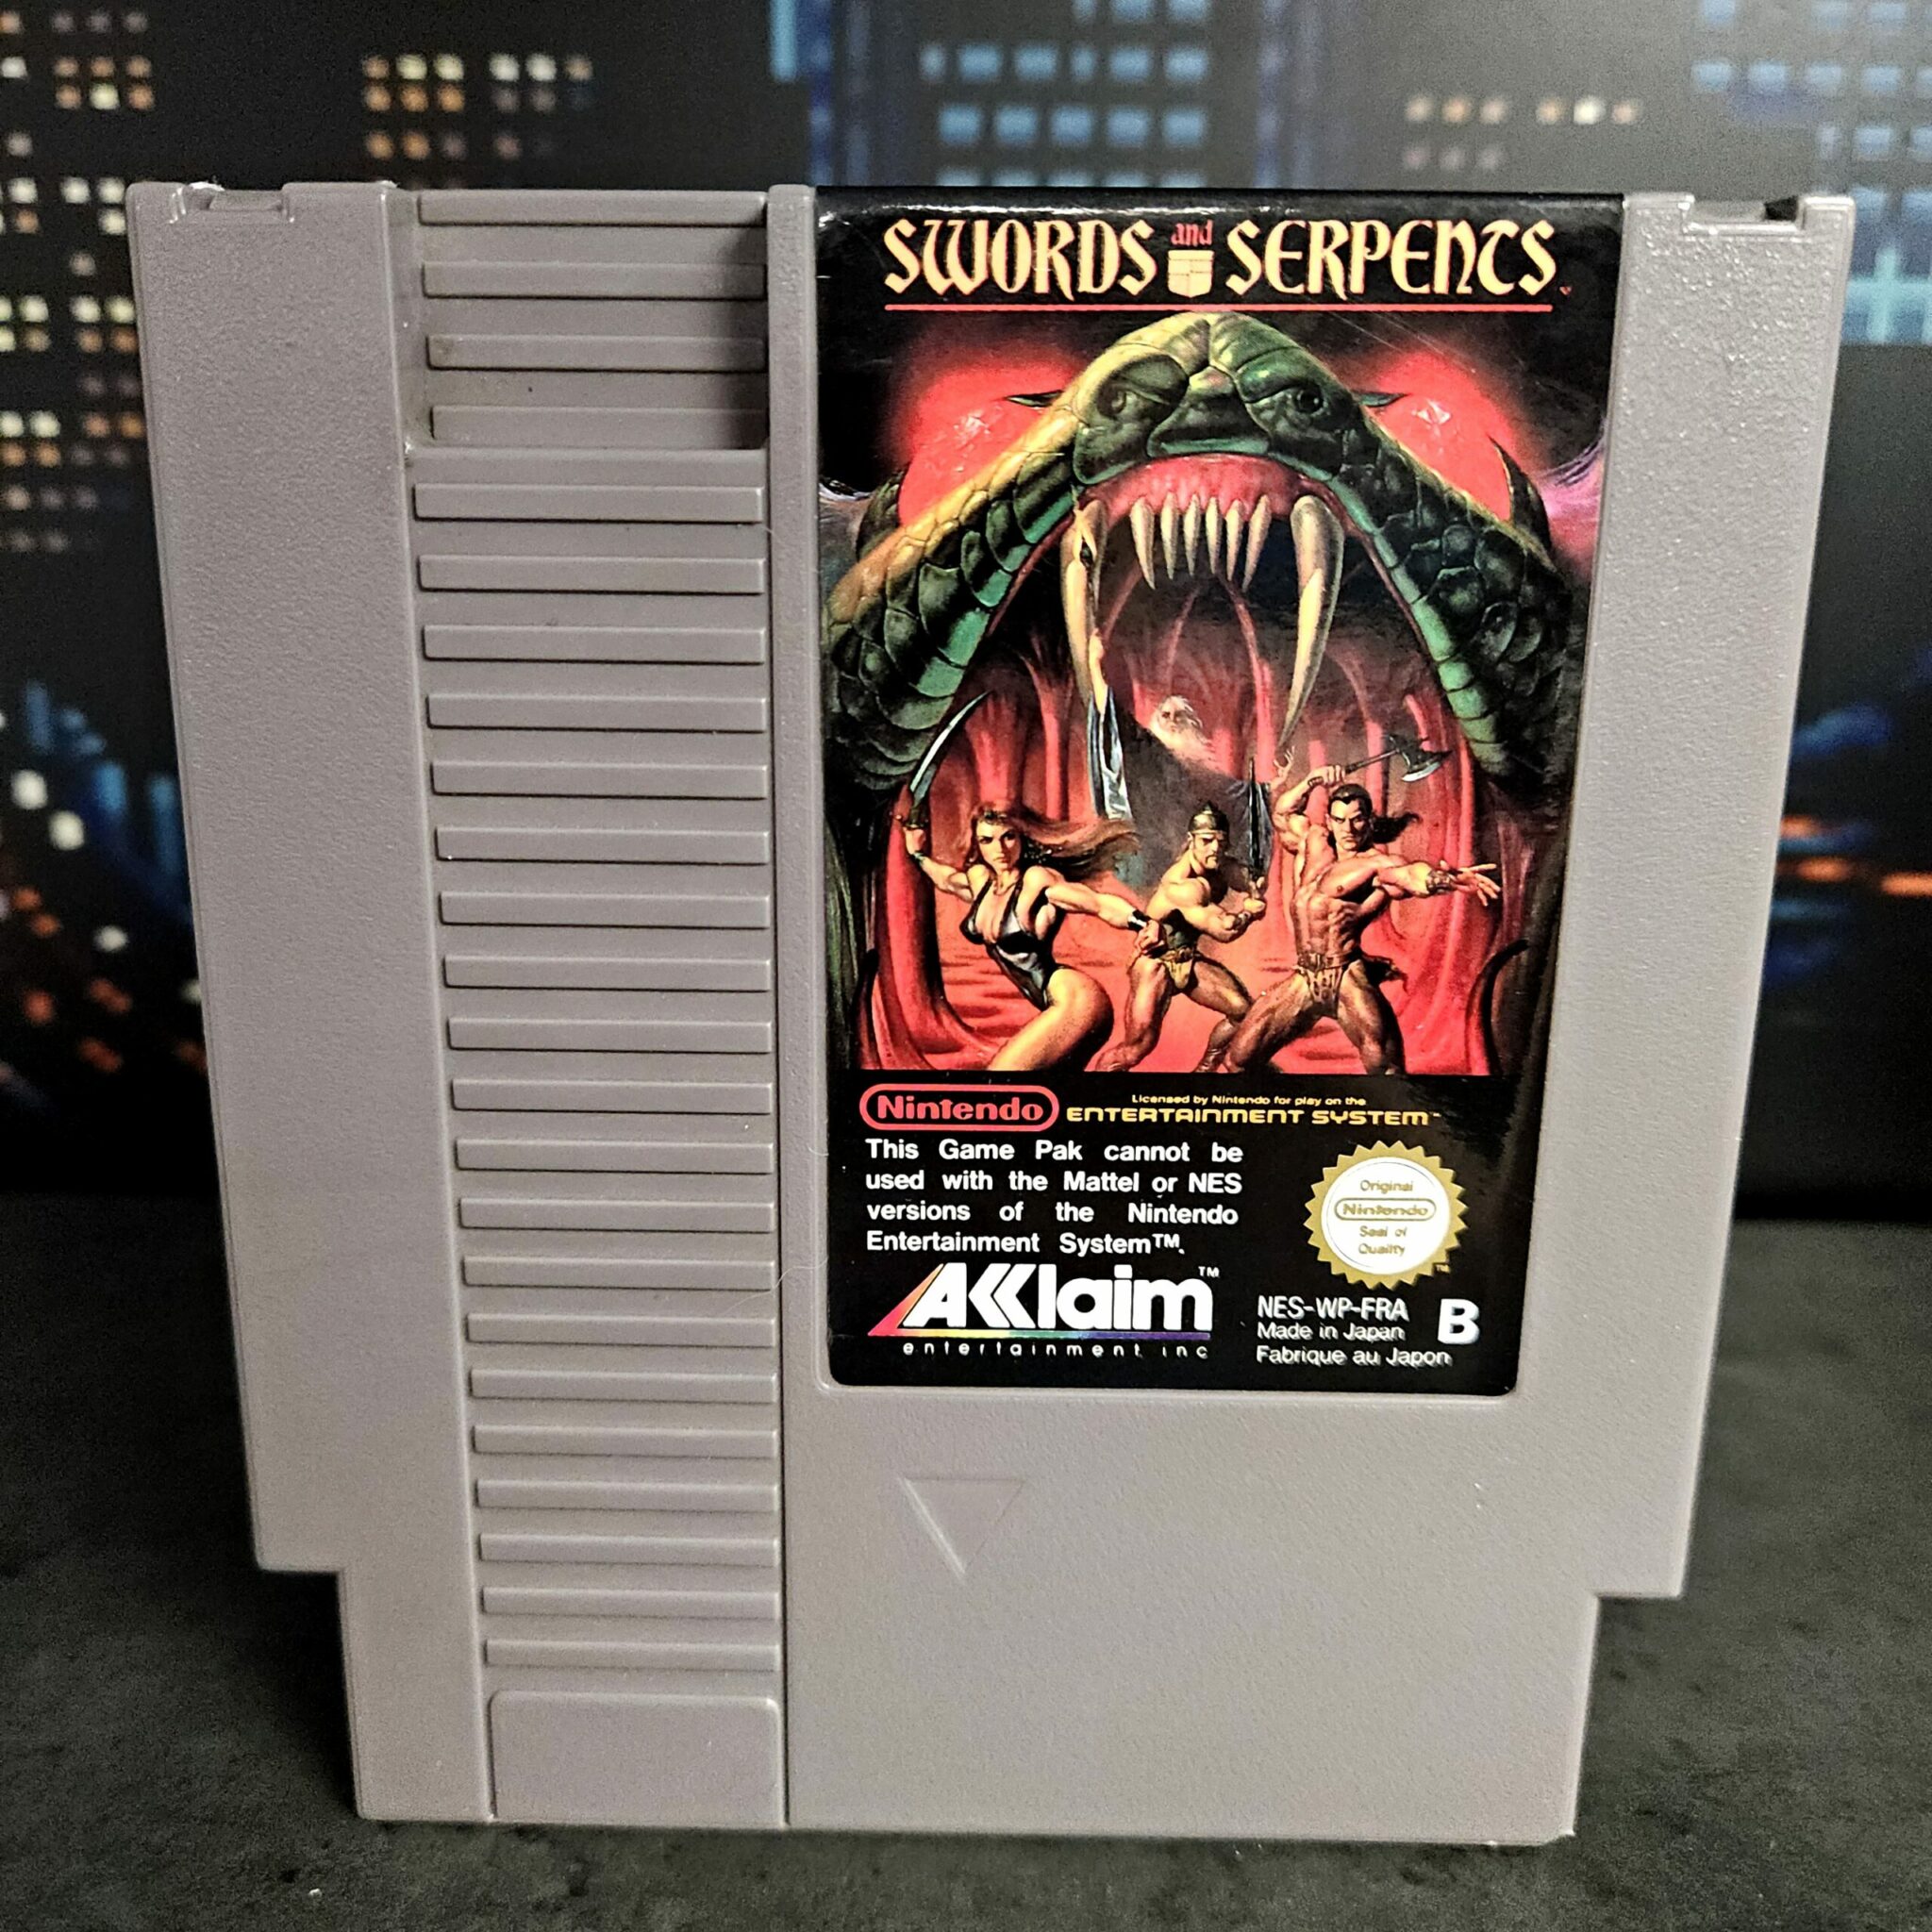 SWORDS and SERPENTS
Nintendo
Licensed by Nintendo for play on the
ENTERTAINMENT SYSTEM™
This Game Pak cannot be
used with the Mattel or NES
versions of the Nintendo
Entertainment System™.
Original
Nintendo
Seal of
Quality
TM
AKKlaim™
entertainment inc
NES-WP-FRA B
Made in Japan
Fabrique au Japon